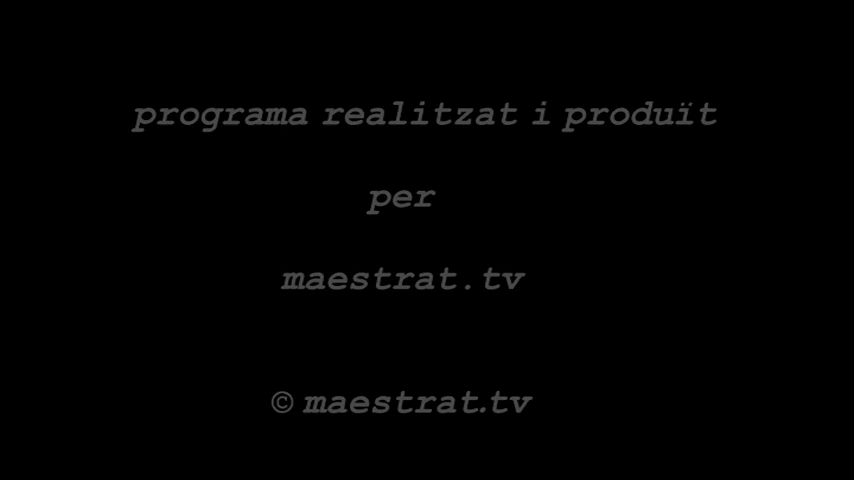 programa realitzat i produït
per
maestrat.tv
© maestrat.tv